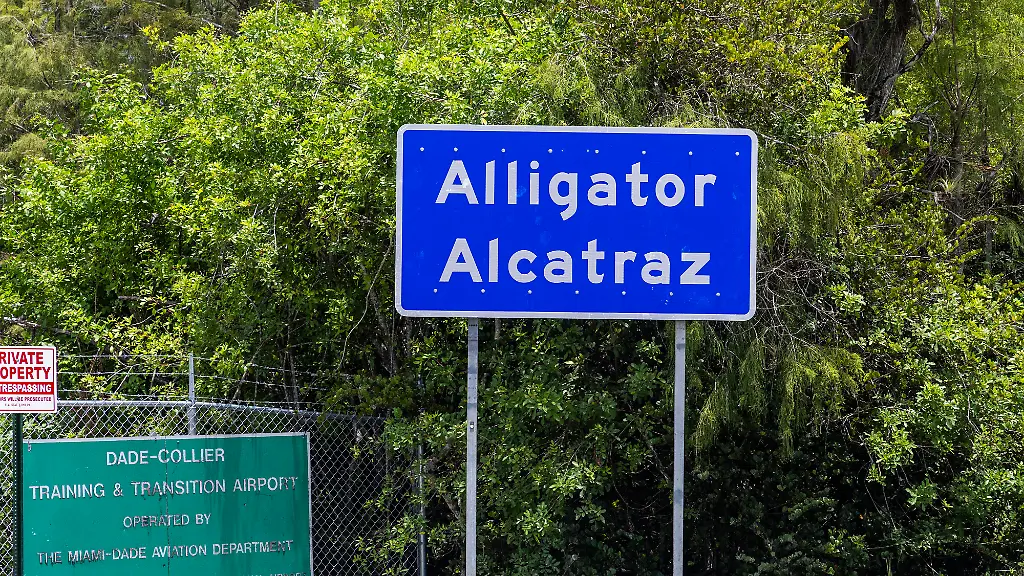 Alligator
Alcatraz
RIVATE
OPERTY
TRESPASSING
DADE-COLLIER
TRAINING & TRANSITION AIRPORT
OPERATED BY
THE MIAMI-DADE AVIATION DEPARTMENT